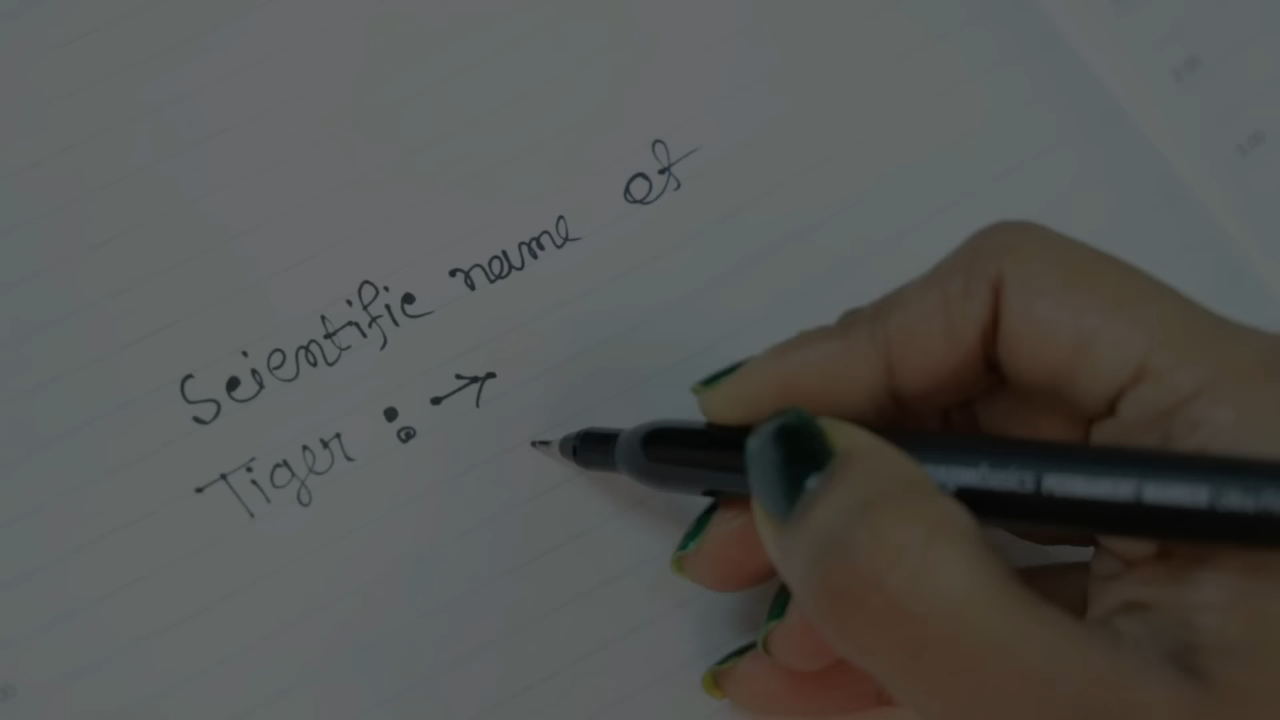 Scientific name of
Tiger : →